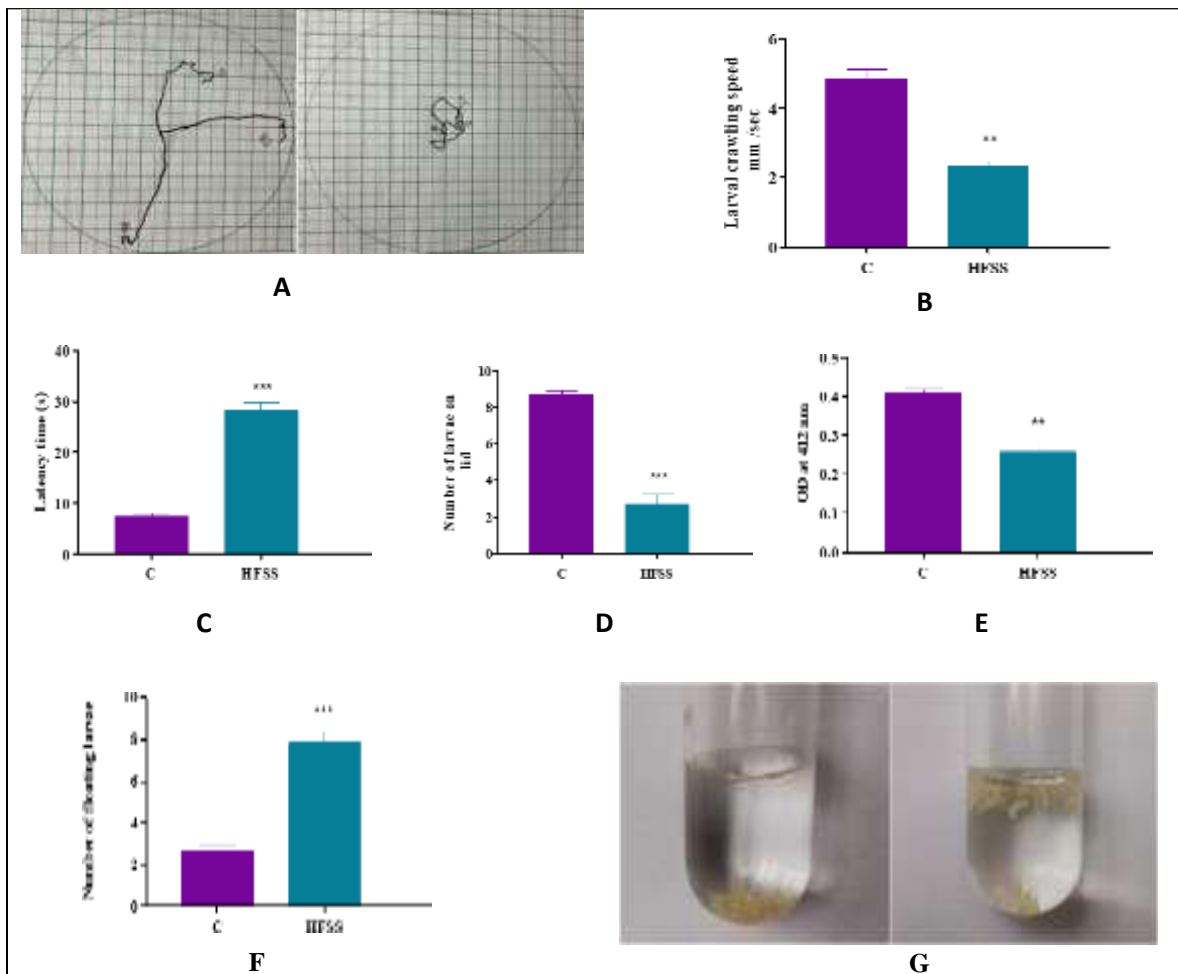 A
6
4
2
0
Larval crawling speed
mm /sec
**
C
HFSS
B
40
30
20
10
0
Latency time (s)
***
C
HFSS
C
10
8
6
4
2
0
Number of larvae on
lid
***
C
HFSS
D
0.5
0.4
0.3
0.2
0.1
0.0
OD at 412 nm
**
C
HFSS
E
10
8
6
4
2
0
Number of floating larvae
***
C
HFSS
F
G